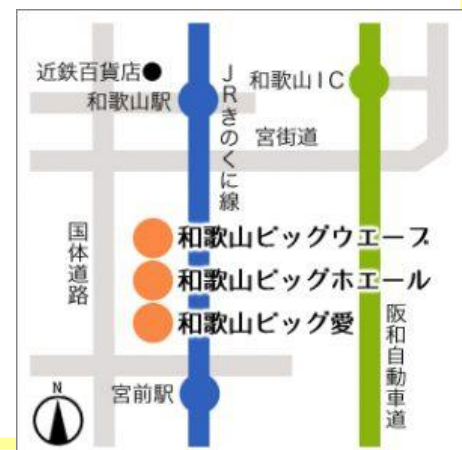 近鉄百貨店
和歌山駅
JRきのくに線
和歌山IC
宮街道
国体道路
和歌山ビッグウエーブ
和歌山ビッグホエール
和歌山ビッグ愛
阪和自動車道
宮前駅
N